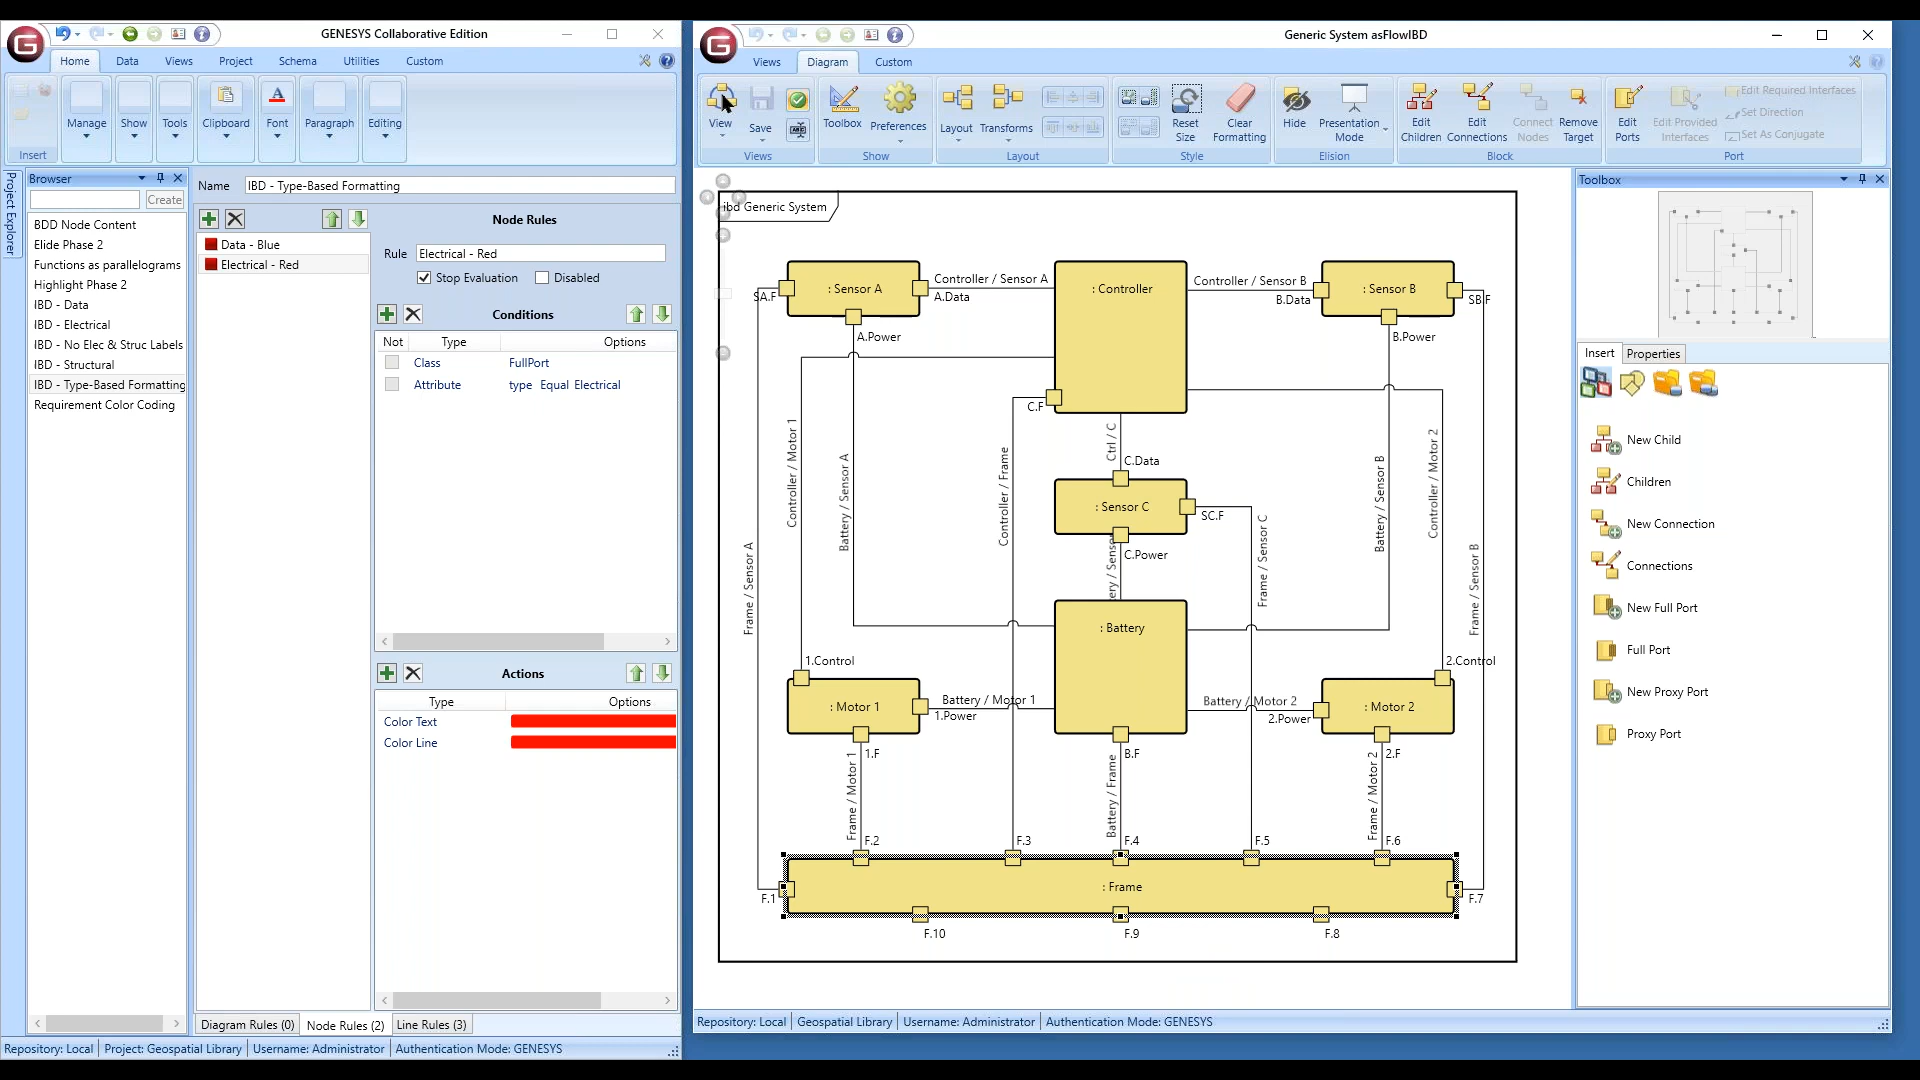 GENESYS Collaborative Edition
Home
Data
Views
Project
Schema
Utilities
Custom
Manage
Show
Tools
Clipboard
Font
Paragraph
Editing
Insert
Project Explorer
Browser
Create
BDD Node Content
Elide Phase 2
Functions as parallelograms
Highlight Phase 2
IBD - Data
IBD - Electrical
IBD - No Elec & Struc Labels
IBD - Structural
IBD - Type-Based Formatting
Requirement Color Coding
Name
IBD - Type-Based Formatting
Data - Blue
Electrical - Red
Node Rules
Rule
Electrical - Red
Stop Evaluation
Disabled
Conditions
Not
Type
Options
Class
FullPort
Attribute
type Equal Electrical
Actions
Type
Options
Color Text
Color Line
Diagram Rules (0)
Node Rules (2)
Line Rules (3)
Repository: Local
Project: Geospatial Library
Username: Administrator
Authentication Mode: GENESYS
Generic System asFlowIBD
Views
Diagram
Custom
View
Save
Views
Toolbox
Preferences
Show
Layout
Transforms
Layout
Reset Size
Clear Formatting
Style
Hide
Presentation Mode
Elision
Edit Children
Edit Connections
Connect Nodes
Remove Target
Block
Edit Ports
Edit Provided Interfaces
Edit Required Interfaces
Set Direction
Set As Conjugate
Port
ibd Generic System
: Sensor A
SA.F
Controller / Sensor A
A.Data
A.Power
: Controller
Controller / Sensor B
B.Data
: Sensor B
SB.F
B.Power
C.F
Controller / Motor 1
Battery / Sensor A
Controller / Frame
Ctrl / C
C.Data
: Sensor C
SC.F
C.Power
Frame / Sensor C
Battery / Sensor B
Controller / Motor 2
Frame / Sensor A
Frame / Sensor B
: Battery
1.Control
2.Control
: Motor 1
Battery / Motor 1
1.Power
Battery / Motor 2
2.Power
: Motor 2
1.F
B.F
2.F
Frame / Motor 1
Battery / Frame
Frame / Motor 2
F.2
F.3
F.4
F.5
F.6
: Frame
F.1
F.7
F.10
F.9
F.8
Toolbox
Insert
Properties
New Child
Children
New Connection
Connections
New Full Port
Full Port
New Proxy Port
Proxy Port
Repository: Local
Geospatial Library
Username: Administrator
Authentication Mode: GENESYS